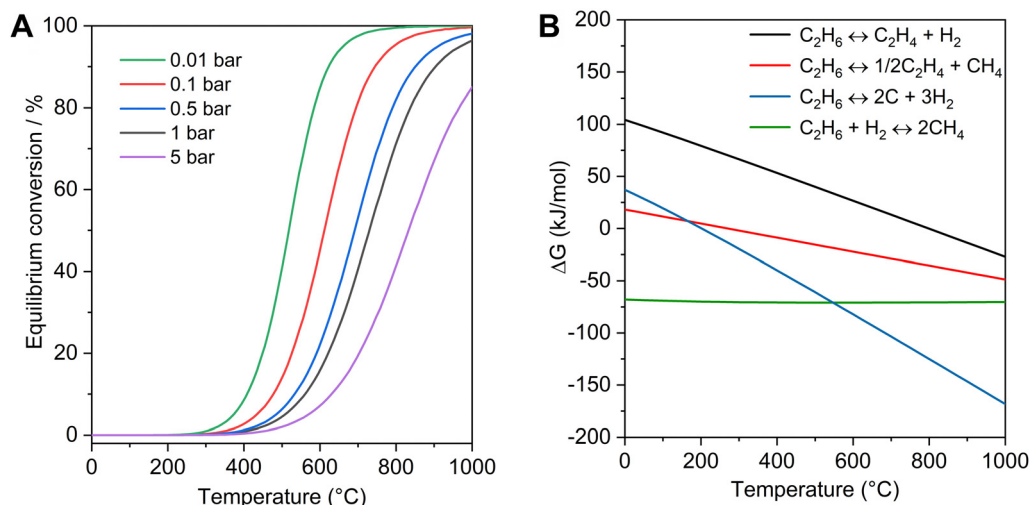 A
Equilibrium conversion / %
100
80
60
40
20
0
0.01 bar
0.1 bar
0.5 bar
1 bar
5 bar
0 200 400 600 800 1000
Temperature (°C)
B
ΔG (kJ/mol)
200
150
100
50
0
-50
-100
-150
-200
C₂H₆ ↔ C₂H₄ + H₂
C₂H₆ ↔ 1/2C₂H₄ + CH₄
C₂H₆ ↔ 2C + 3H₂
C₂H₆ + H₂ ↔ 2CH₄
0 200 400 600 800 1000
Temperature (°C)